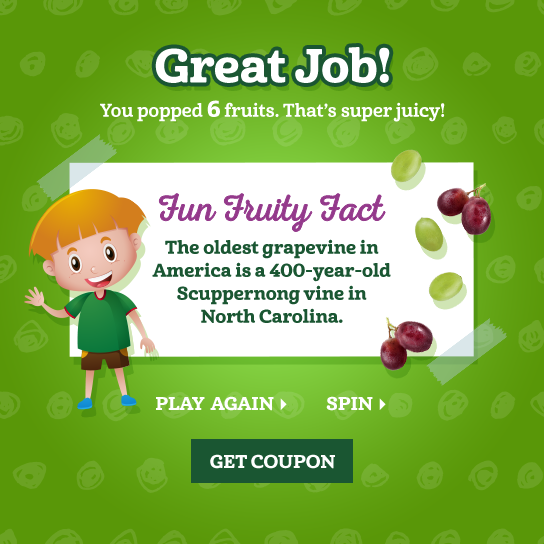 Great Job!
You popped 6 fruits. That's super juicy!
Fun Fruity Fact
The oldest grapevine in
America is a 400-year-old
Scuppernong vine in
North Carolina.
PLAY AGAIN
SPIN
GET COUPON